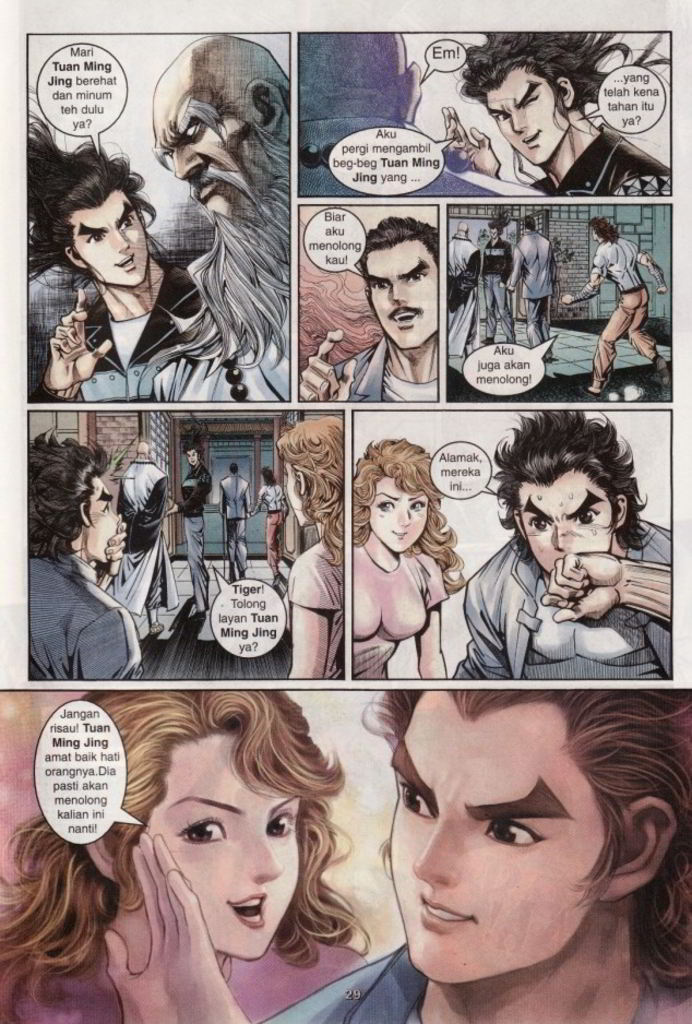 Mari
Tuan Ming
Jing berehat
dan minum
teh dulu
ya?
Em!
Aku
pergi mengambil
beg-beg Tuan Ming
Jing yang ...
...yang
telah kena
tahan itu
ya?
Biar
aku
menolong
kau!
Aku
juga akan
menolong!
Tiger!
Tolong
layan Tuan
Ming Jing
ya?
Alamak,
mereka
ini...
Jangan
risau! Tuan
Ming Jing
amat baik hati
orangnya.Dia
pasti akan
menolong
kalian ini
nanti!
29